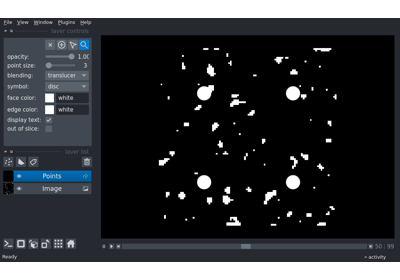 File View Window Plugins Help
layer controls
opacity: 1.00
point size: 3
blending: translucer
symbol: disc
face color: white
edge color: white
display text:
out of slice:
layer list
Points
Image
50 99
Ready activity